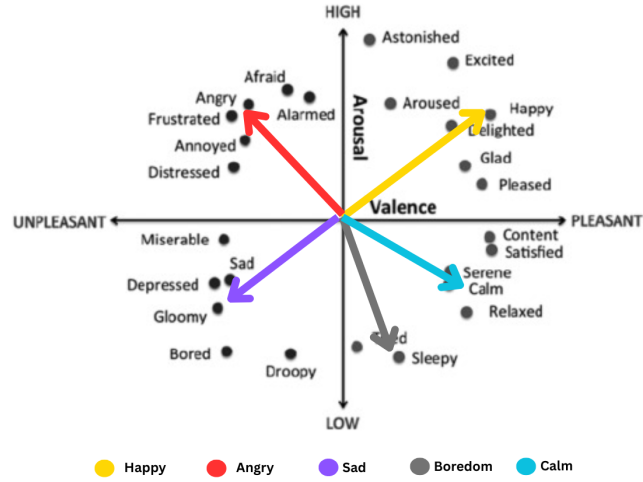 HIGH
Astonished
Excited
Afraid
Angry
Alarmed
Frustrated
Annoyed
Distressed
Arousal
Aroused
Happy
Delighted
Glad
Pleased
Valence
UNPLEASANT
PLEASANT
Miserable
Sad
Depressed
Gloomy
Bored
Droopy
Content
Satisfied
Serene
Calm
Relaxed
Sleepy
LOW
Happy
Angry
Sad
Boredom
Calm